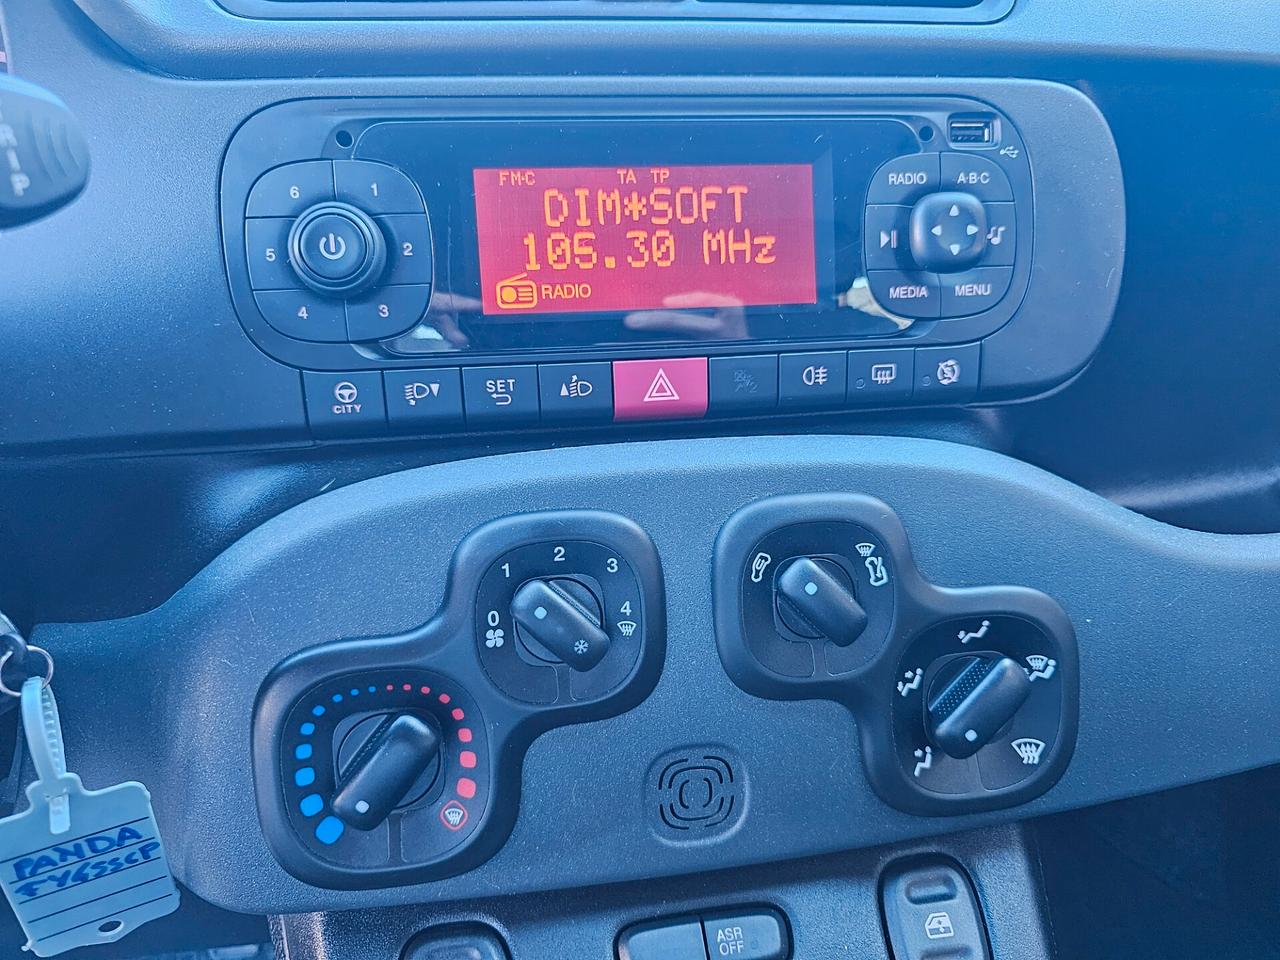 TRIP
FM·C TA TP
DIM*SOFT
105.30 MHz
RADIO
6 1
5 2
4 3
RADIO A·B·C
MEDIA MENU
CITY
SET
0 1 2 3 4
PANDA
ASR
OFF